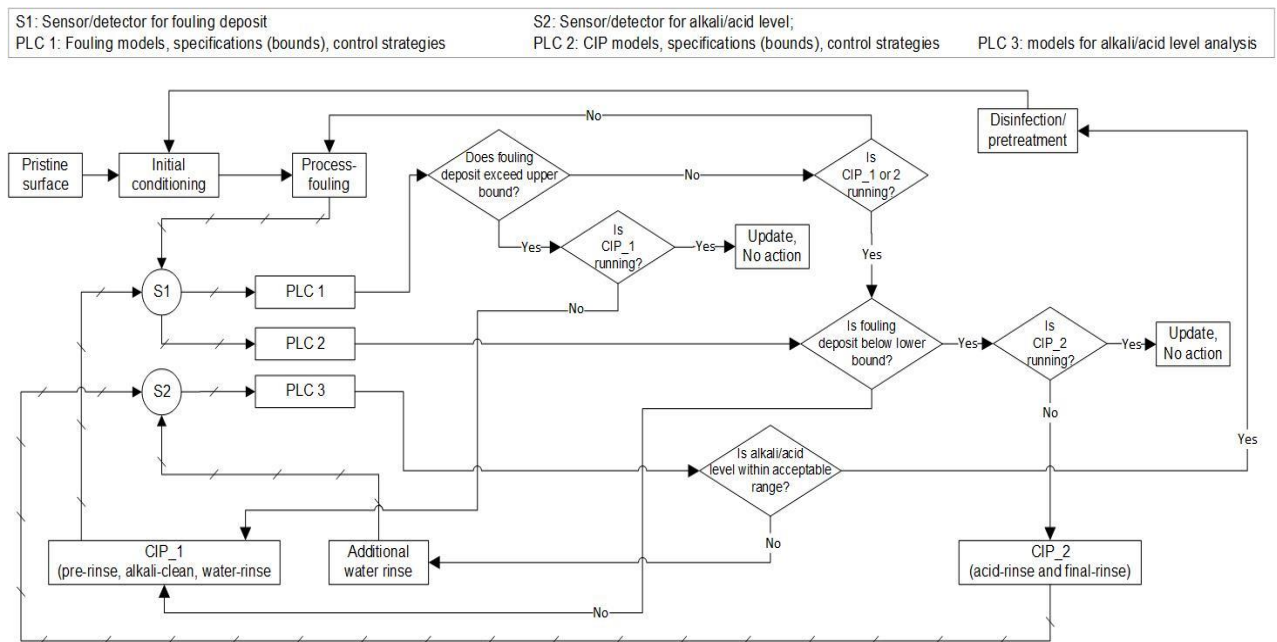 S1: Sensor/detector for fouling deposit
S2: Sensor/detector for alkali/acid level;
PLC 1: Fouling models, specifications (bounds), control strategies
PLC 2: CIP models, specifications (bounds), control strategies
PLC 3: models for alkali/acid level analysis
Pristine
surface
Initial
conditioning
Process-
fouling
Does fouling
deposit exceed upper
bound?
No
No
Is
CIP_1 or 2
running?
Disinfection/
pretreatment
Yes
Is
CIP_1
running?
Yes
Update,
No action
Yes
S1
PLC 1
No
PLC 2
Is fouling
deposit below lower
bound?
Yes
Is
CIP_2
running?
Yes
Update,
No action
S2
PLC 3
No
Is alkali/acid
level within acceptable
range?
Yes
No
CIP_1
(pre-rinse, alkali-clean, water-rinse
Additional
water rinse
CIP_2
(acid-rinse and final-rinse)
No